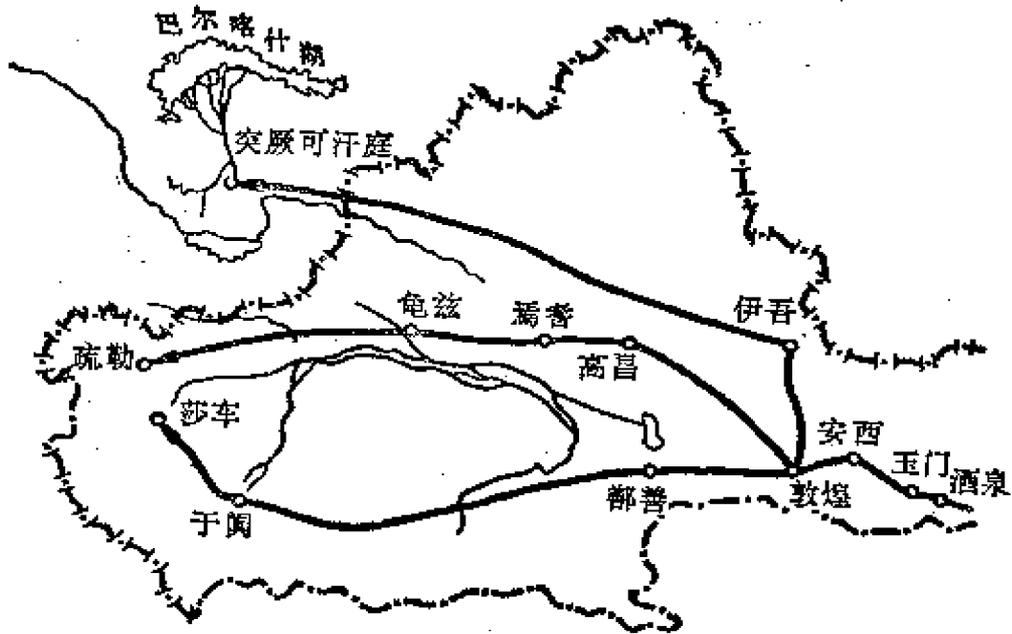 巴尔喀什湖
突厥可汗庭
伊吾
龟兹
焉耆
高昌
疏勒
莎车
安西
玉门
酒泉
敦煌
鄯善
于阗